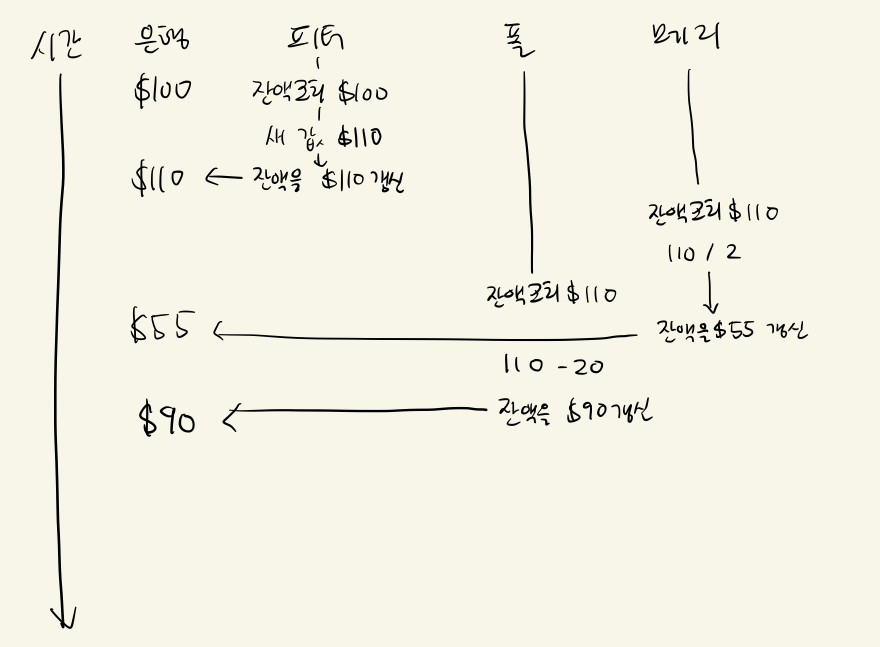 시간 은행 피터 폴 메리
$100 잔액조회 $100
새 값 $110
$110 잔액을 $110 갱신
잔액조회 $110
110 / 2
잔액조회 $110
$55 잔액을 $55 갱신
110 - 20
$90 잔액을 $90 갱신